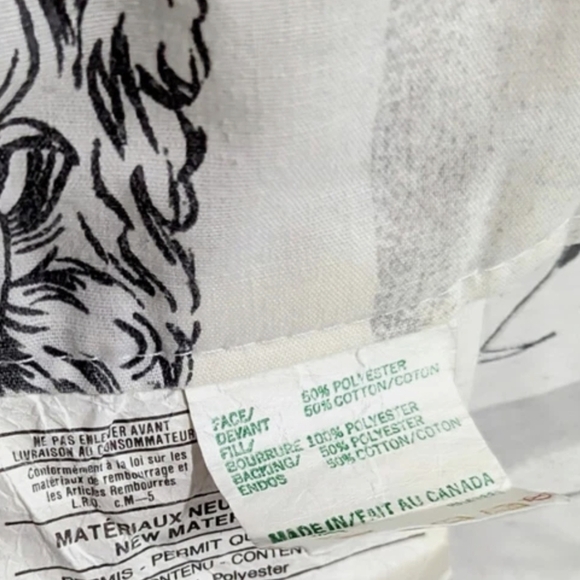 NE PAS ENLEVER AVANT
LIVRAISON AU CONSOMMATEUR
Conformément à la loi sur les
matériaux de rembourrage et
les Articles Rembourrés
L.R.Q. c.M-5.
MATÉRIAUX NEU
NEW MATER
PERMIT
CONTEN
Polyester
FACE/
DEVANT
50% POLYESTER
50% COTTON/COTON
FILL/
BOURRURE 100% POLYESTER
BACKING/ 50% POLYESTER
ENDOS 50% COTTON/COTON
MADE IN/FAIT AU CANADA